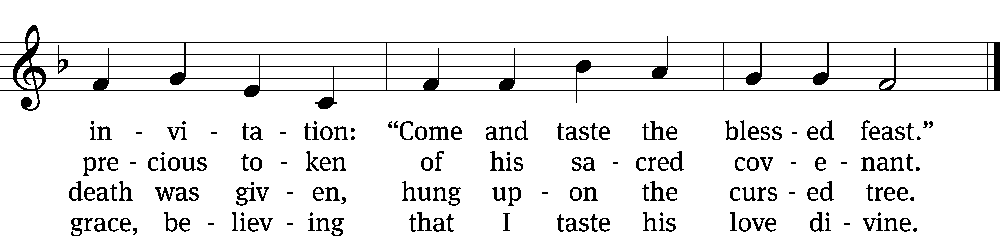 in - vi - ta - tion: “Come and taste the bless - ed feast.”
pre - cious to - ken of his sa - cred cov - e - nant.
death was giv - en, hung up - on the curs - ed tree.
grace, be - liev - ing that I taste his love di - vine.